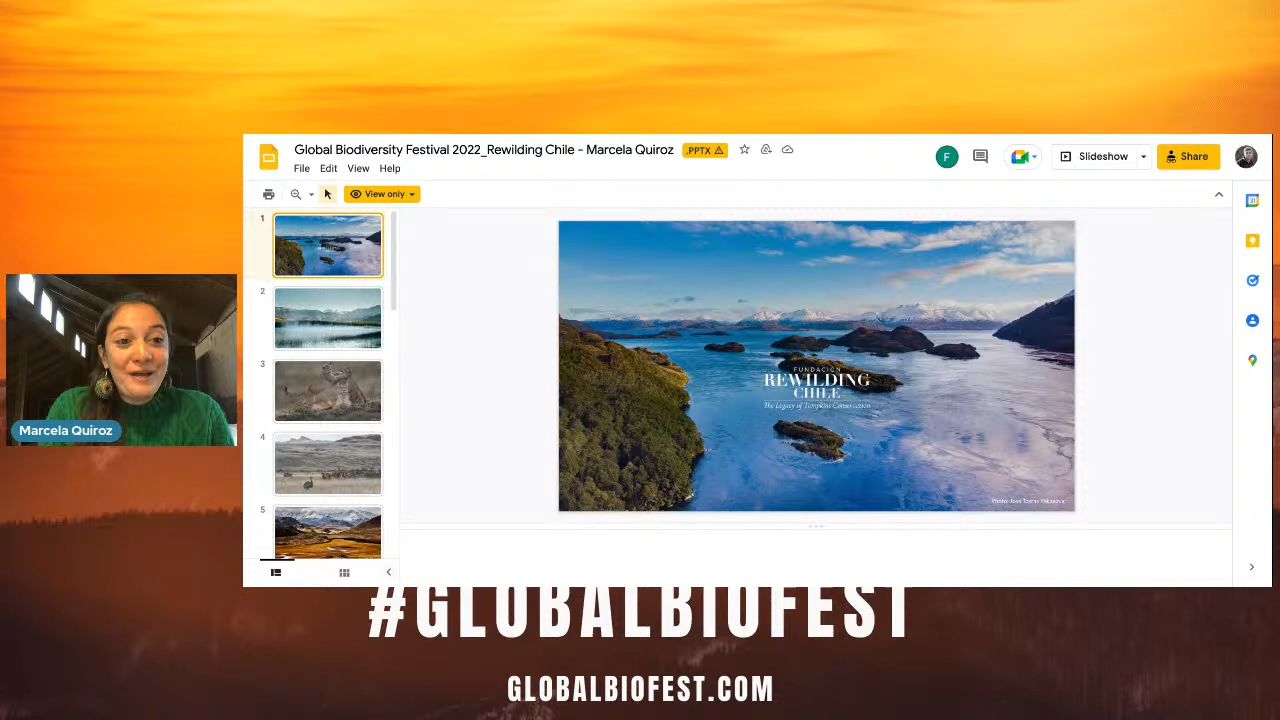 Global Biodiversity Festival 2022_Rewilding Chile - Marcela Quiroz
.PPTX
File Edit View Help
F
Slideshow
Share
View only
31
1
2
3
4
5
FUNDACIÓN
REWILDING
CHILE
The Legacy of Tompkins Conservation
Marcela Quiroz
#GLOBALBIOFEST
GLOBALBIOFEST.COM